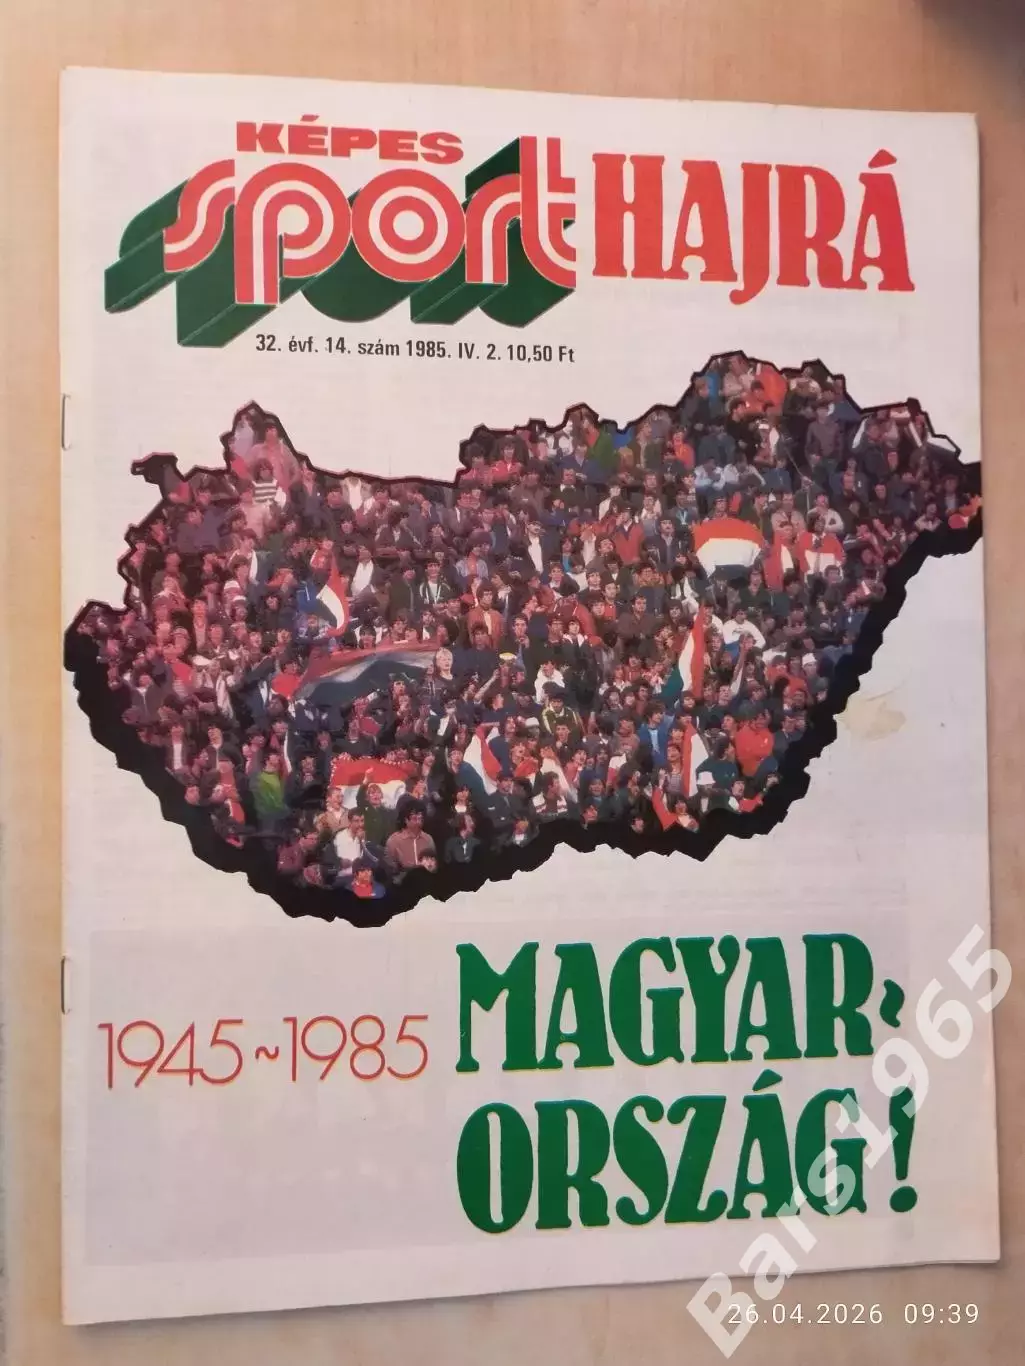 KÉPES
sport HAJRÁ
32. évf. 14. szám 1985. IV. 2. 10,50 Ft
1945~1985
MAGYAR-
ORSZÁG!
Bars1965
26.04.2026 09:39